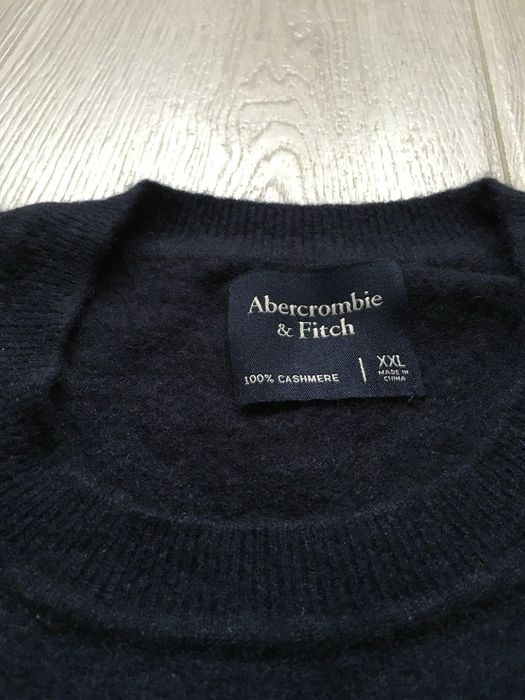 Abercrombie
& Fitch
100% CASHMERE
XXL
MADE IN
CHINA